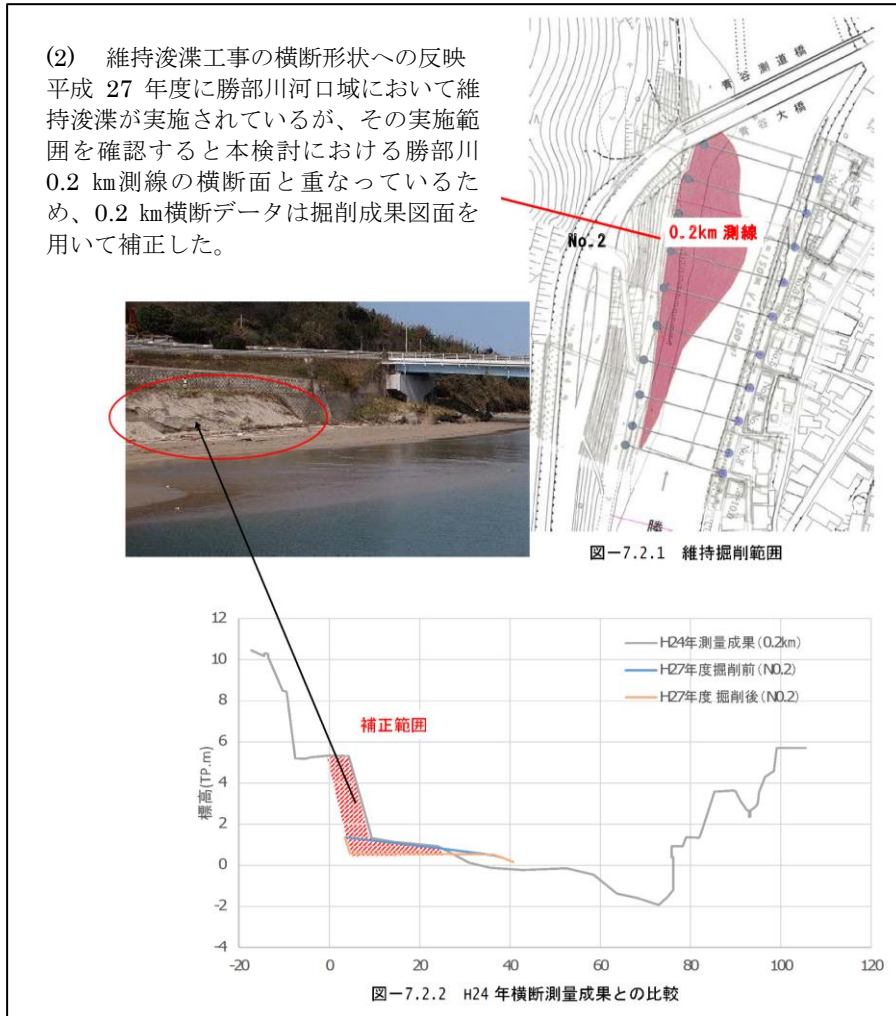 (2) 維持浚渫工事の横断形状への反映
平成 27 年度に勝部川河口域において維
持浚渫が実施されているが、その実施範
囲を確認すると本検討における勝部川
0.2 ㎞測線の横断面と重なっているた
め、0.2 ㎞横断データは掘削成果図面を
用いて補正した。
青谷側道橋
青谷大橋
No.2
0.2km 測線
勝
図－7.2.1 維持掘削範囲
12
10
8
6
4
2
0
-2
-4
標高(TP.m)
H24年測量成果(0.2km)
H27年度掘削前(N0.2)
H27年度 掘削後(N0.2)
補正範囲
-20 0 20 40 60 80 100 120
図－7.2.2 H24 年横断測量成果との比較